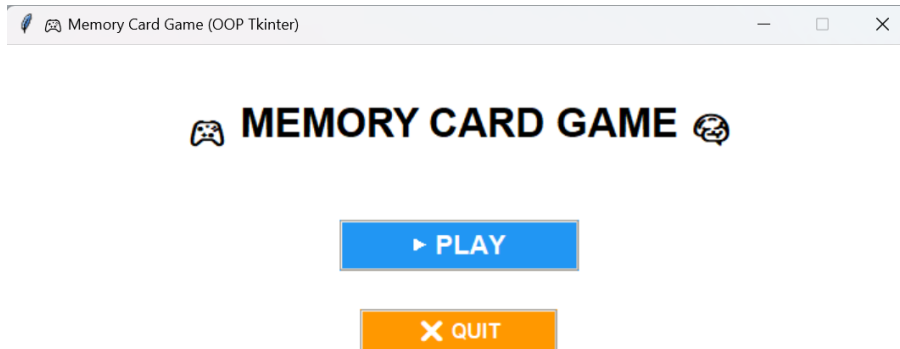 🎮 Memory Card Game (OOP Tkinter)
🎮 MEMORY CARD GAME 🧠
▶ PLAY
❌ QUIT